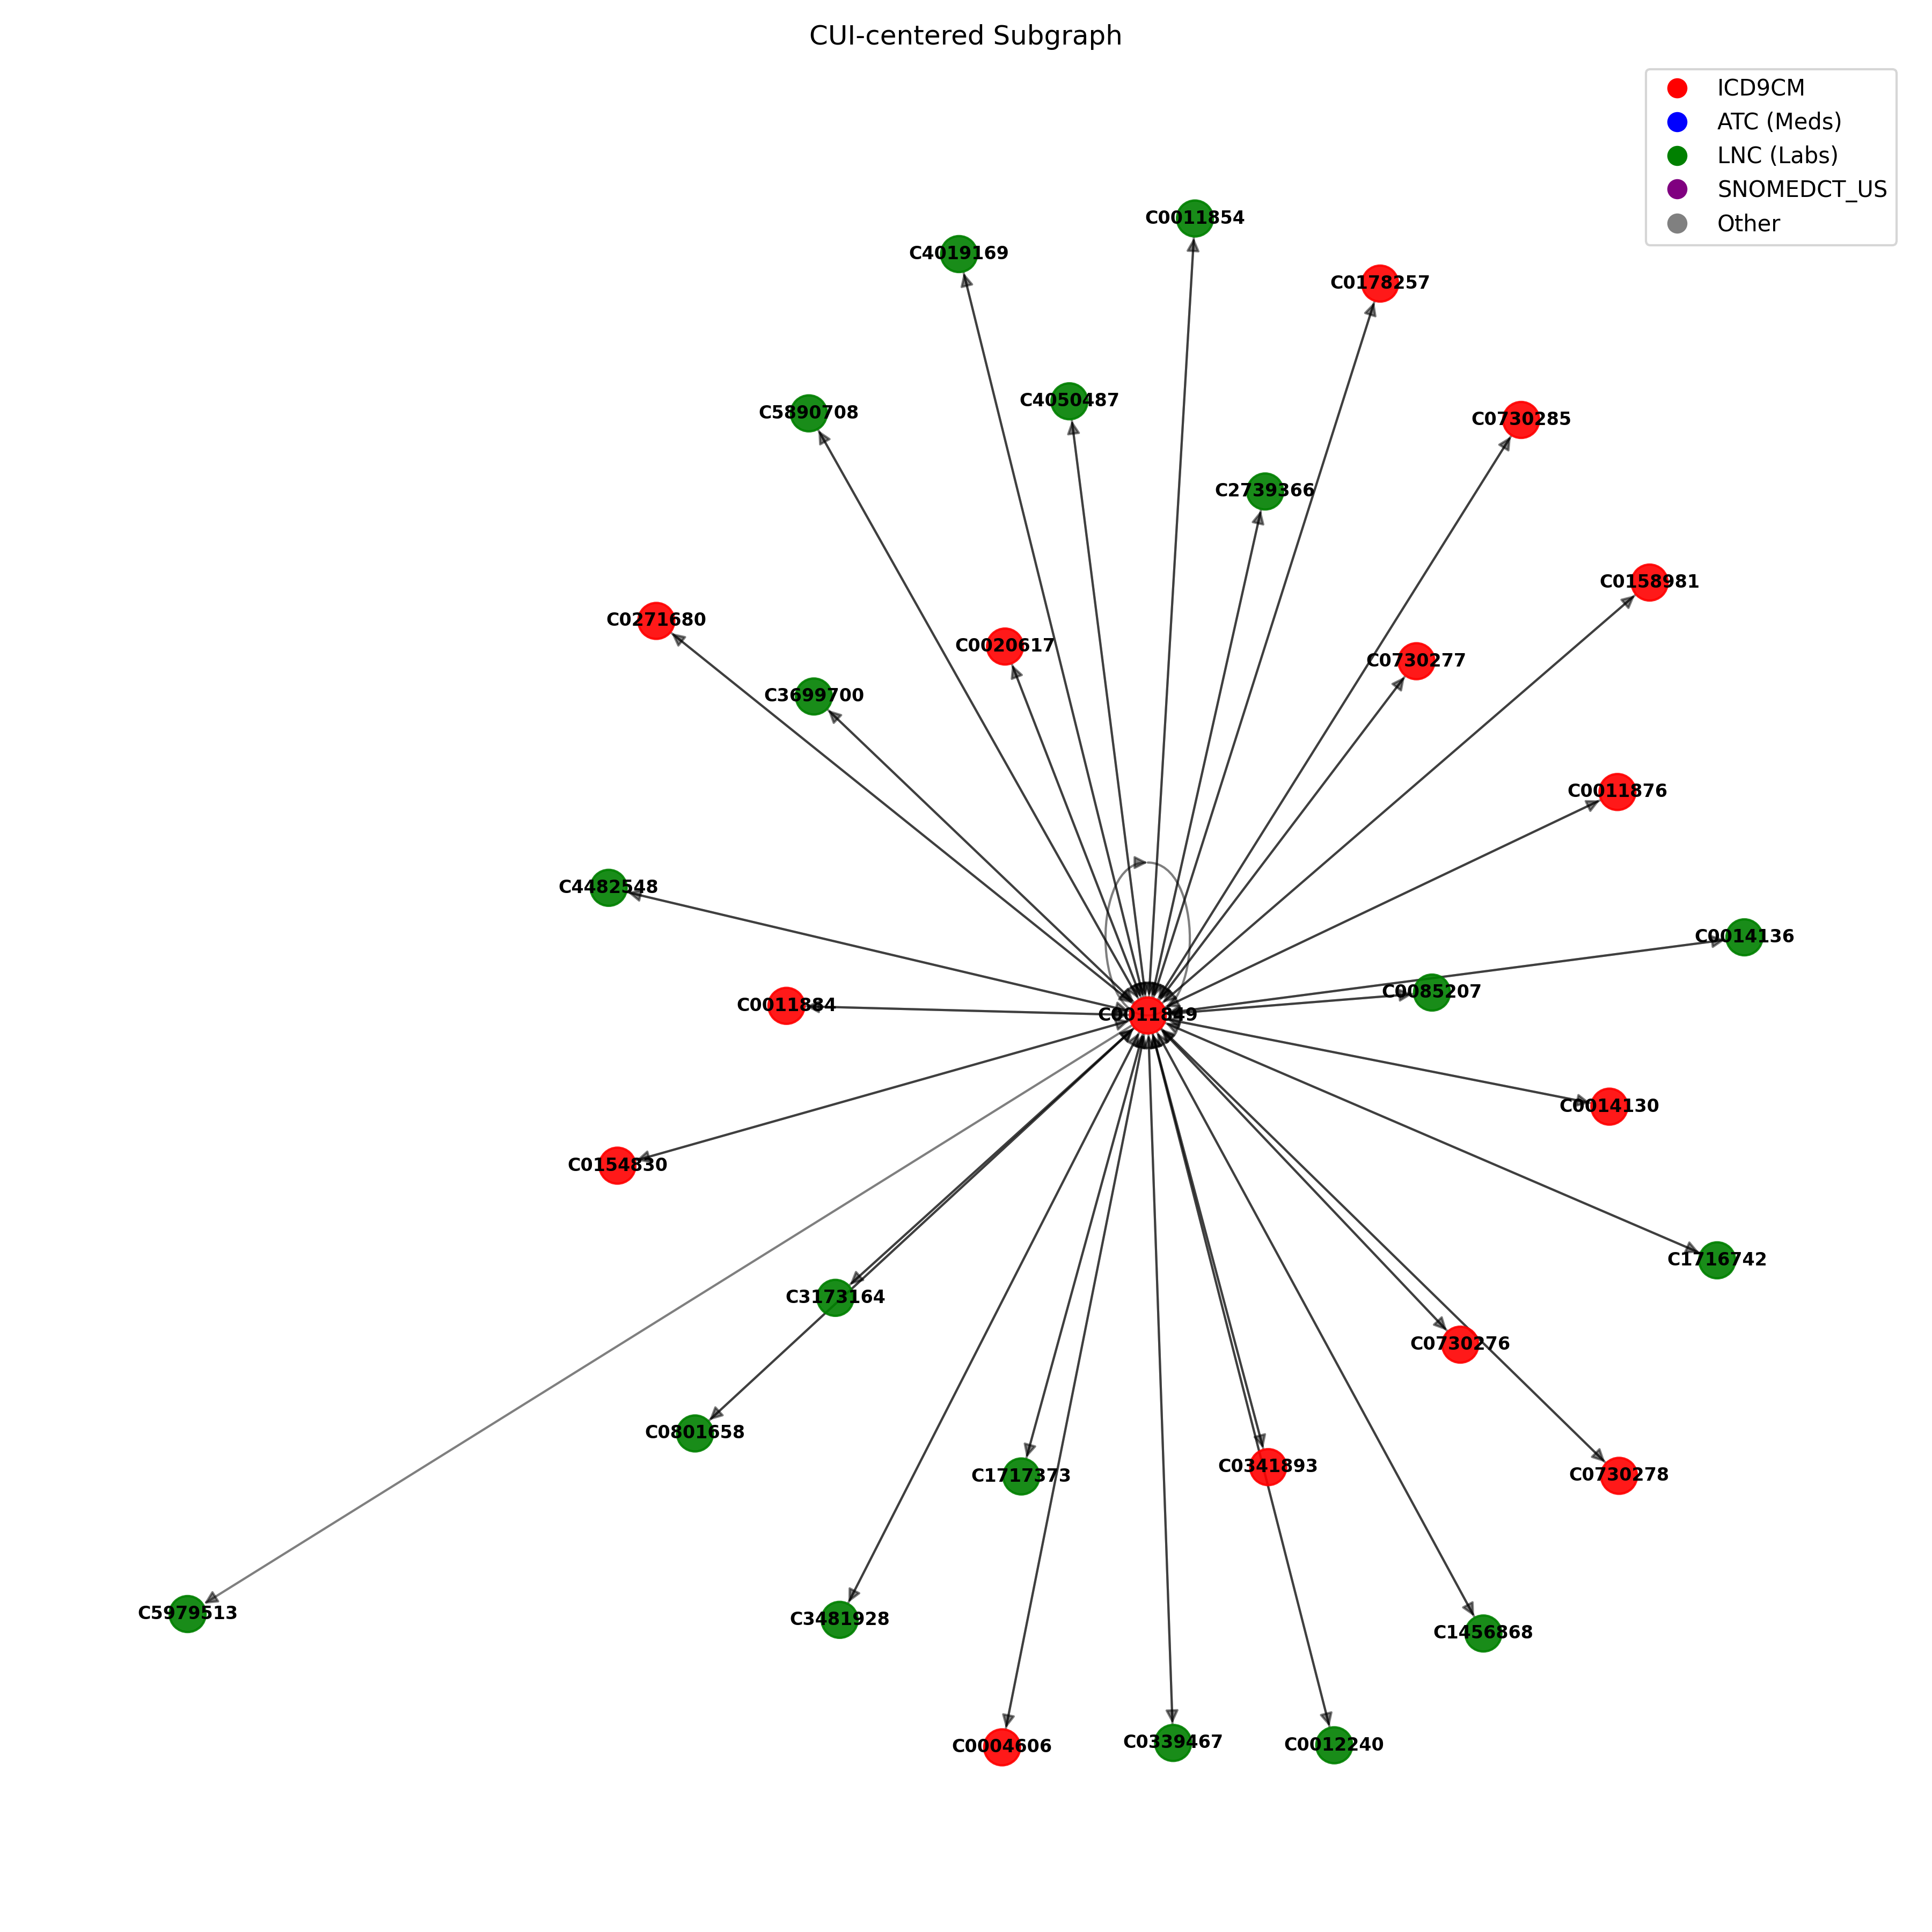 CUI-centered Subgraph
ICD9CM
ATC (Meds)
LNC (Labs)
SNOMEDCT_US
Other
C0011854
C4019169
C0178257
C4050487
C5890708
C0730285
C2739366
C0158981
C0271680
C0020617
C0730277
C3699700
C0011876
C4482548
C0014136
C0085207
C0011884
C0011849
C0014130
C0154830
C1716742
C3173164
C0730276
C0801658
C0341893
C1717373
C0730278
C5979513
C3481928
C1456868
C0339467
C0012240
C0004606